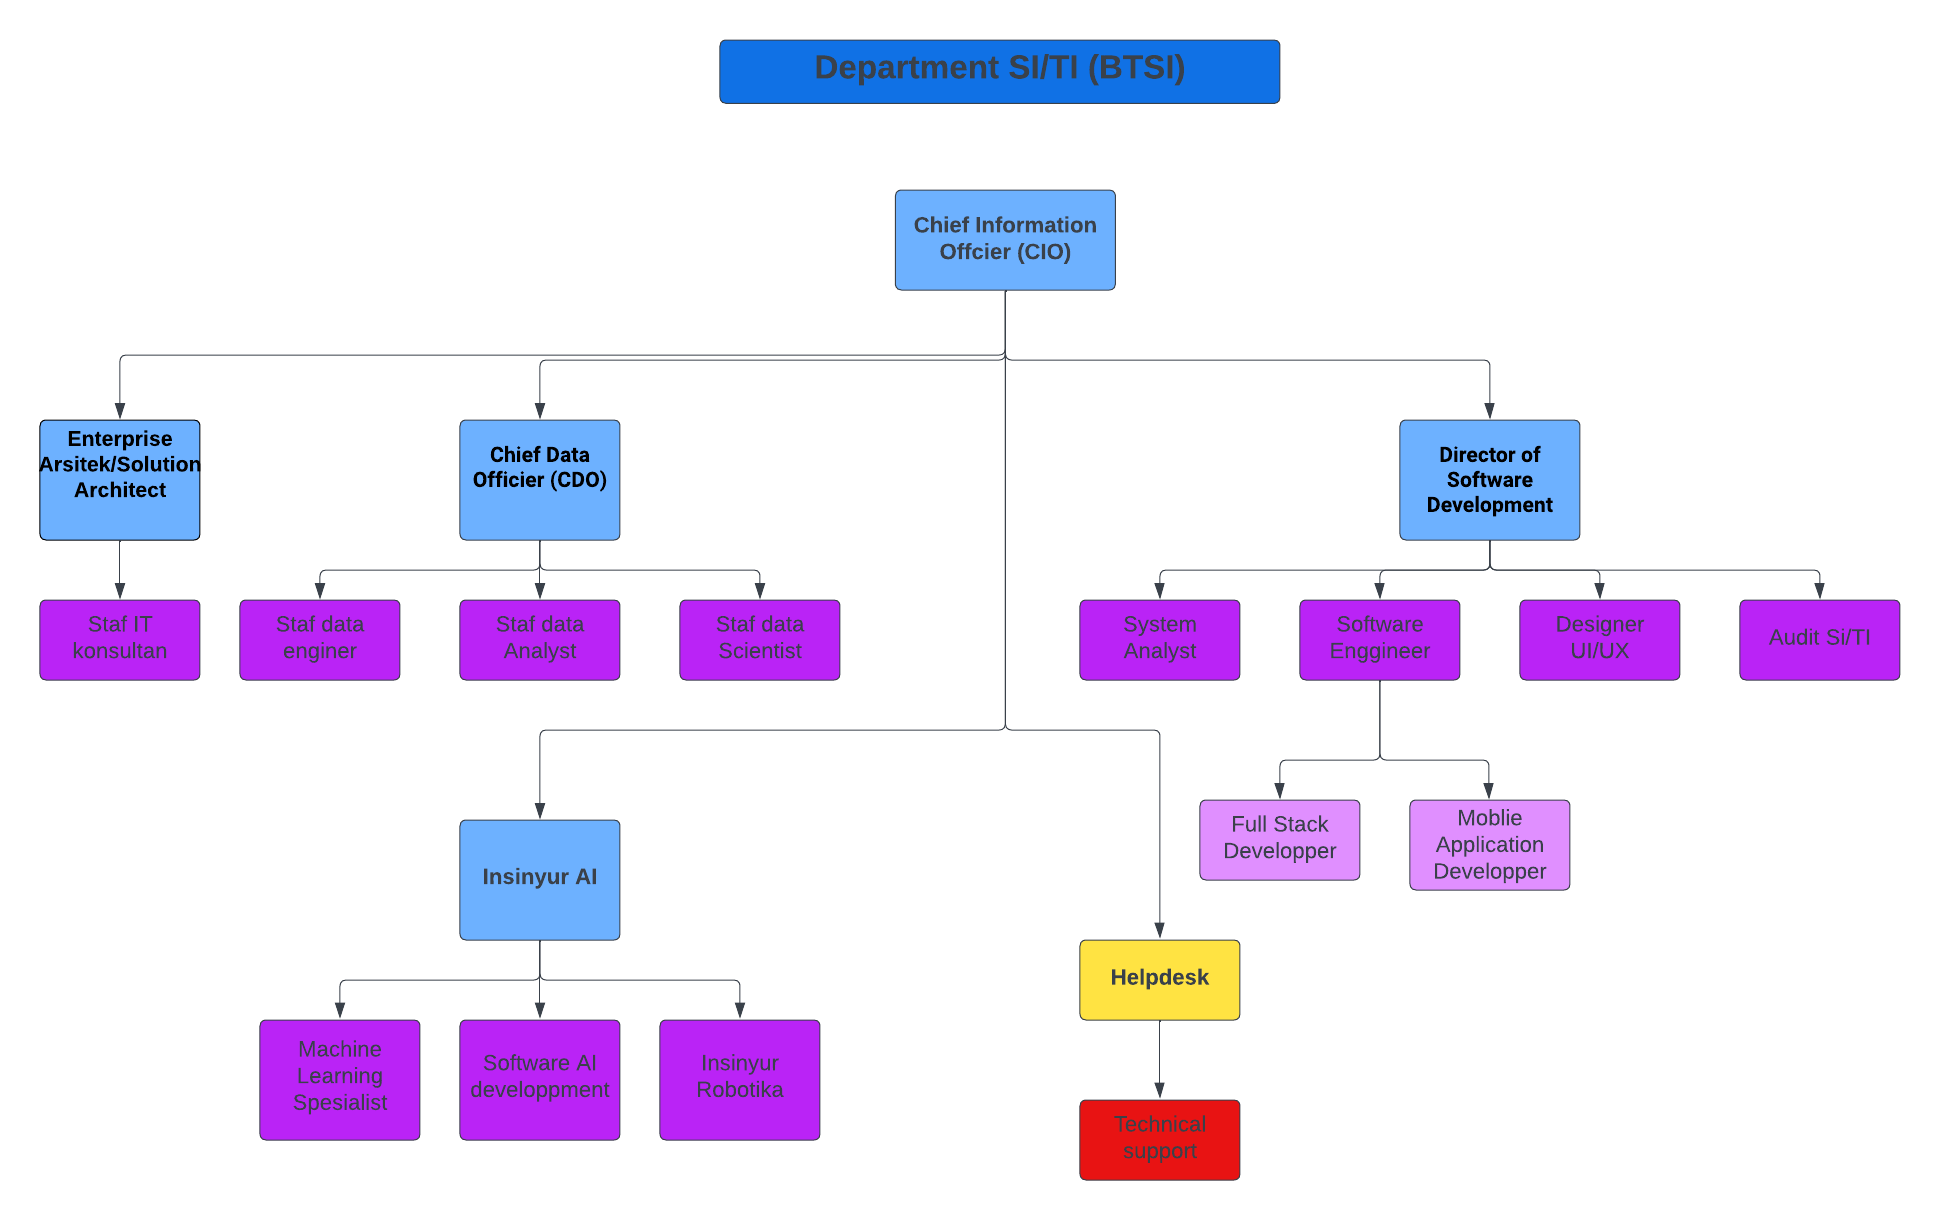 Department SI/TI (BTSI)
Chief Information
Offcier (CIO)
Enterprise
Arsitek/Solution
Architect
Chief Data
Officier (CDO)
Director of
Software
Development
Staf IT
konsultan
Staf data
enginer
Staf data
Analyst
Staf data
Scientist
System
Analyst
Software
Enggineer
Designer
UI/UX
Audit Si/TI
Full Stack
Developper
Moblie
Application
Developper
Insinyur AI
Helpdesk
Machine
Learning
Spesialist
Software AI
developpment
Insinyur
Robotika
Technical
support